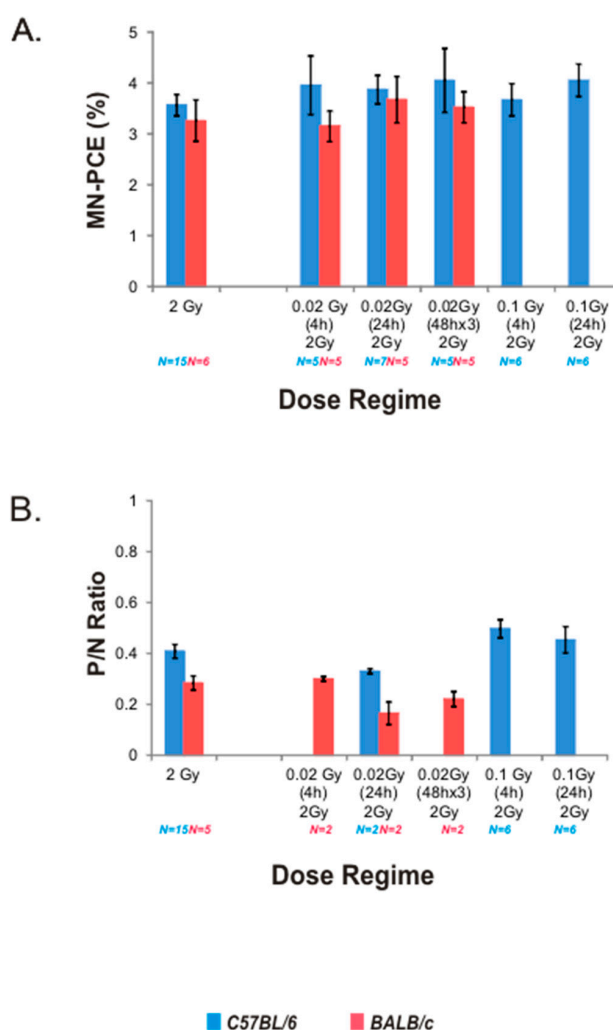 A.
MN-PCE (%)
5
4
3
2
1
0
2 Gy 0.02 Gy 0.02Gy 0.02Gy 0.1 Gy 0.1Gy
(4h) (24h) (48hx3) (4h) (24h)
2Gy 2Gy 2Gy 2Gy 2Gy
N=15N=6 N=5N=5 N=7N=5 N=5N=5 N=6 N=6
Dose Regime
B.
P/N Ratio
1
0.8
0.6
0.4
0.2
0
2 Gy 0.02 Gy 0.02Gy 0.02Gy 0.1 Gy 0.1Gy
(4h) (24h) (48hx3) (4h) (24h)
2Gy 2Gy 2Gy 2Gy 2Gy
N=15N=5 N=2 N=2N=2 N=2 N=6 N=6
Dose Regime
C57BL/6 BALB/c